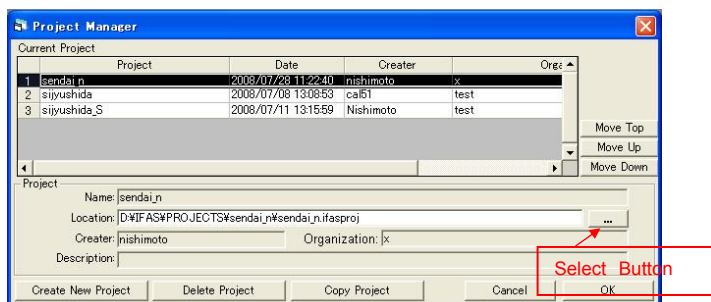 Project Manager
Current Project
Project Date Creater Orga
1 sendai_n 2008/07/28 11:22:40 nishimoto x
2 sijyushida 2008/07/08 13:08:53 cal51 test
3 sijyushida_S 2008/07/11 13:15:59 Nishimoto test
Move Top
Move Up
Move Down
Project
Name: sendai_n
Location: D:¥IFAS¥PROJECTS¥sendai_n¥sendai_n.ifasproj ...
Creater: nishimoto Organization: x
Description:
Select Button
Create New Project Delete Project Copy Project Cancel OK